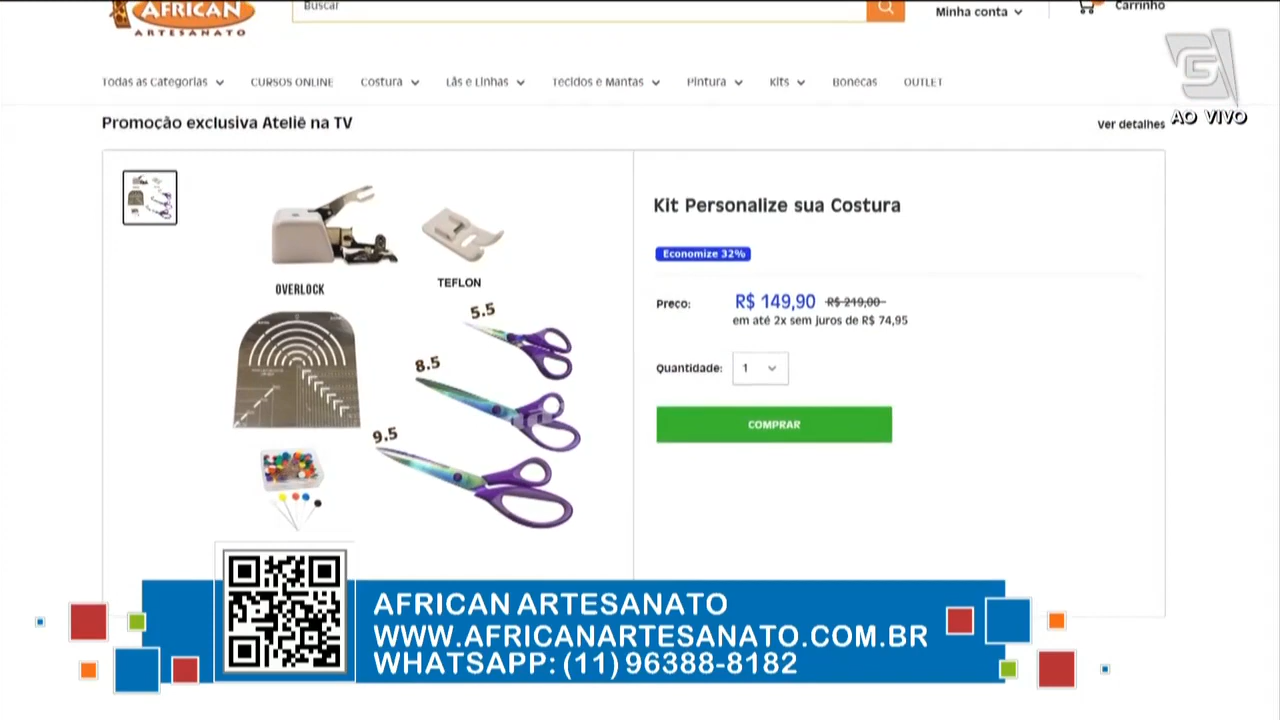 AFRICAN
ARTESANATO
Buscar
Minha conta
Carrinho
Todas as Categorias
CURSOS ONLINE
Costura
Lãs e Linhas
Tecidos e Mantas
Pintura
Kits
Bonecas
OUTLET
AO VIVO
Promoção exclusiva Ateliê na TV
Ver detalhes
Kit Personalize sua Costura
Economize 32%
Preço:
R$ 149,90 R$ 219,00
em até 2x sem juros de R$ 74,95
Quantidade:
1
COMPRAR
OVERLOCK
TEFLON
5.5
8.5
9.5
AFRICAN ARTESANATO
WWW.AFRICANARTESANATO.COM.BR
WHATSAPP: (11) 96388-8182